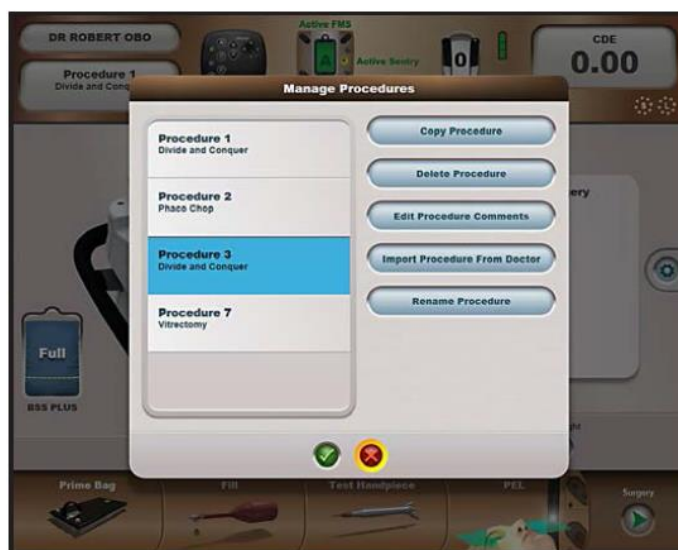 DR ROBERT OBO
Active FMS
CDE
0.00
A
Active Sentry
0
Procedure 1
Divide and Conq
Manage Procedures
Procedure 1
Divide and Conquer
Copy Procedure
Delete Procedure
Procedure 2
Phaco Chop
Edit Procedure Comments
ery
Procedure 3
Divide and Conquer
Import Procedure From Doctor
Rename Procedure
Procedure 7
Vitrectomy
Full
BSS PLUS
ght
Prime Bag
Fill
Test Handpiece
PEL
Surgery